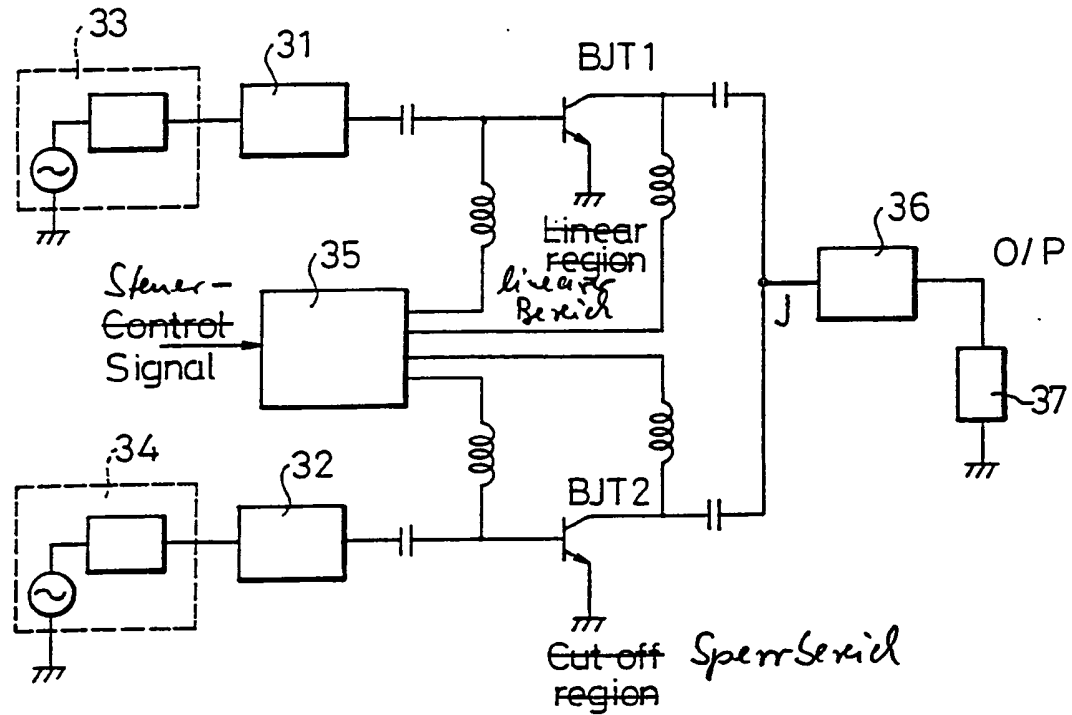 33
31
BJT1
Linear
region
linearer
Bereich
36
O/P
35
Steuer-
Control
Signal
J
37
34
32
BJT2
Cut off
region
Sperrbereich